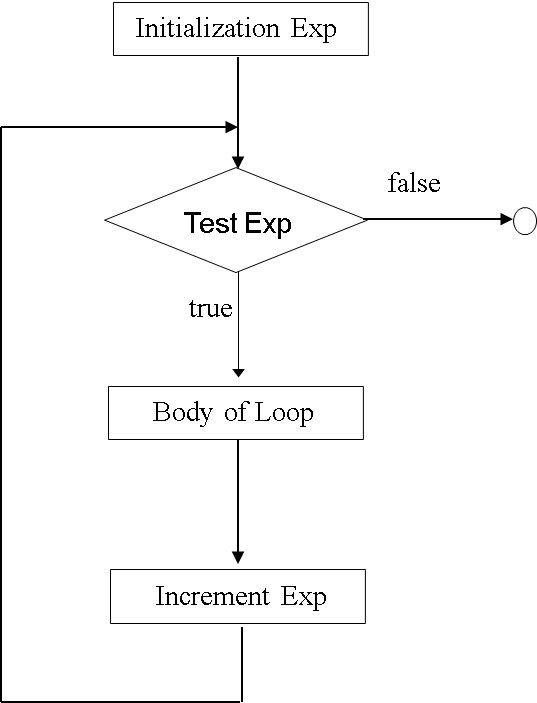 Initialization Exp
false
Test Exp
true
Body of Loop
Increment Exp